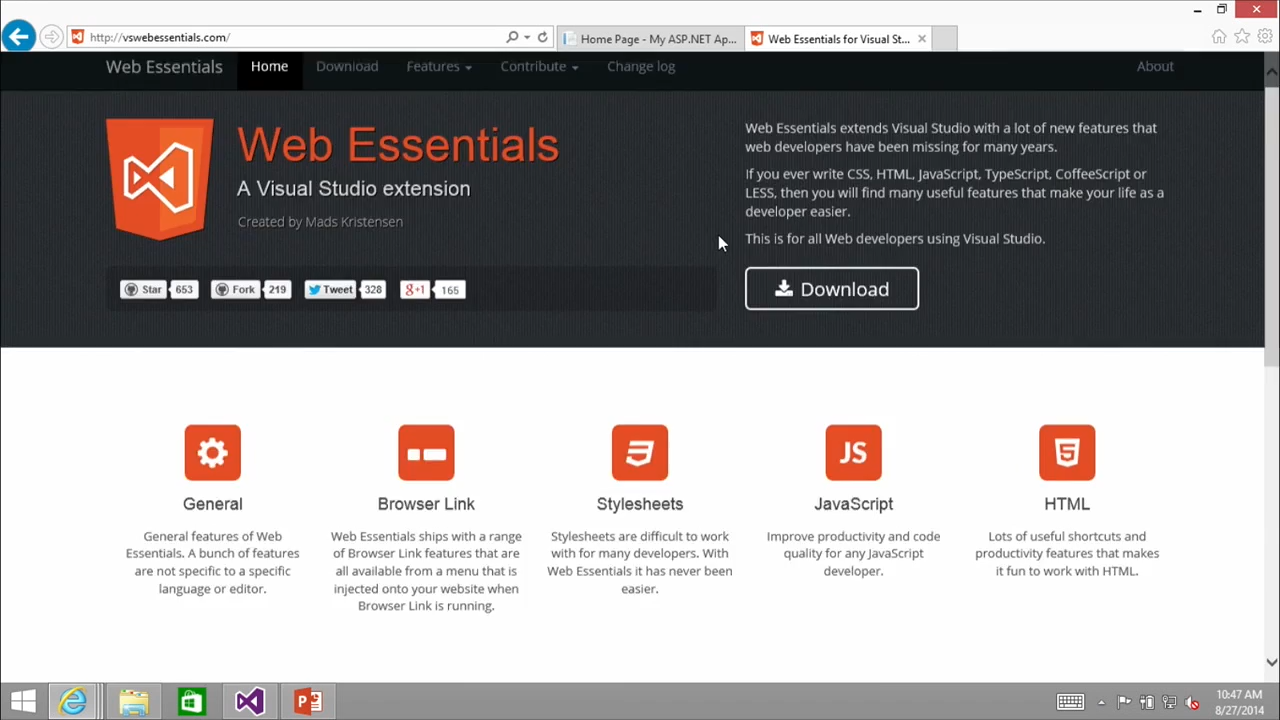 http://vswebessentials.com/
Home Page - My ASP.NET Ap...
Web Essentials for Visual St...
Web Essentials
Home
Download
Features
Contribute
Change log
About
Web Essentials
A Visual Studio extension
Created by Mads Kristensen
Web Essentials extends Visual Studio with a lot of new features that
web developers have been missing for many years.
If you ever write CSS, HTML, JavaScript, TypeScript, CoffeeScript or
LESS, then you will find many useful features that make your life as a
developer easier.
This is for all Web developers using Visual Studio.
Star 653 Fork 219 Tweet 328 g+1 165
Download
JS
5
General
General features of Web
Essentials. A bunch of features
are not specific to a specific
language or editor.
Browser Link
Web Essentials ships with a range
of Browser Link features that are
all available from a menu that is
injected onto your website when
Browser Link is running.
Stylesheets
Stylesheets are difficult to work
with for many developers. With
Web Essentials it has never been
easier.
JavaScript
Improve productivity and code
quality for any JavaScript
developer.
HTML
Lots of useful shortcuts and
productivity features that makes
it fun to work with HTML.
10:47 AM
8/27/2014